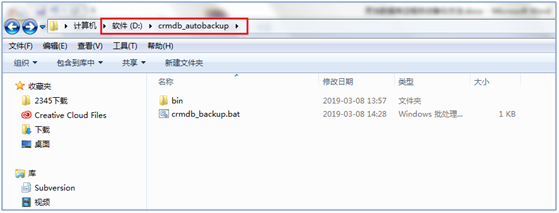 计算机 软件 (D:) crmdb_autobackup
文件(F) 编辑(E) 查看(V) 工具(T) 帮助(H)
组织 包含到库中 共享 新建文件夹
收藏夹
2345下载
Creative Cloud Files
下载
桌面
库
Subversion
视频
名称 修改日期 类型 大小
bin 2019-03-08 13:57 文件夹
crmdb_backup.bat 2019-03-08 14:28 Windows 批处理... 1 KB